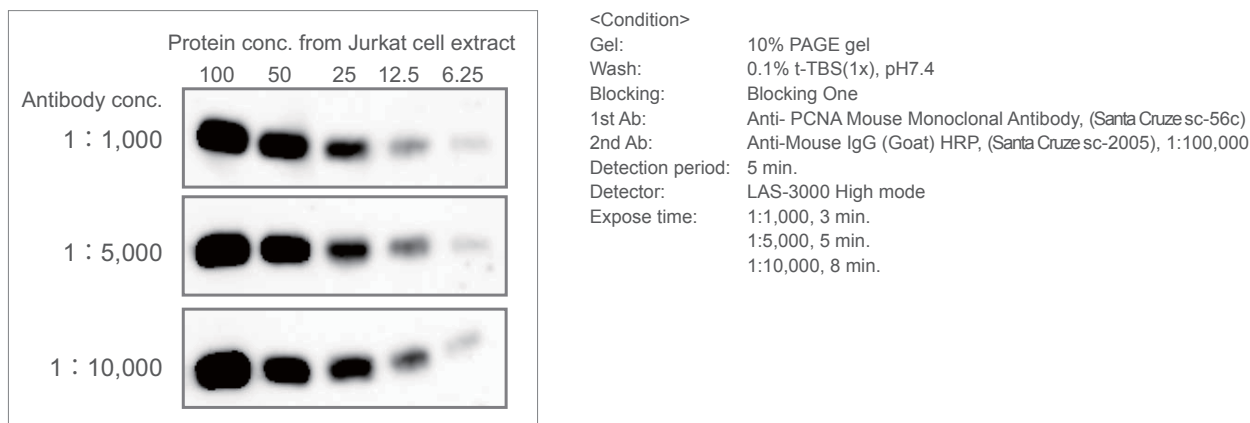 Protein conc. from Jurkat cell extract
100 50 25 12.5 6.25
Antibody conc.
1：1,000
1：5,000
1：10,000
<Condition>
Gel: 10% PAGE gel
Wash: 0.1% t-TBS(1x), pH7.4
Blocking: Blocking One
1st Ab: Anti- PCNA Mouse Monoclonal Antibody, (Santa Cruze sc-56c)
2nd Ab: Anti-Mouse IgG (Goat) HRP, (Santa Cruze sc-2005), 1:100,000
Detection period: 5 min.
Detector: LAS-3000 High mode
Expose time: 1:1,000, 3 min.
1:5,000, 5 min.
1:10,000, 8 min.